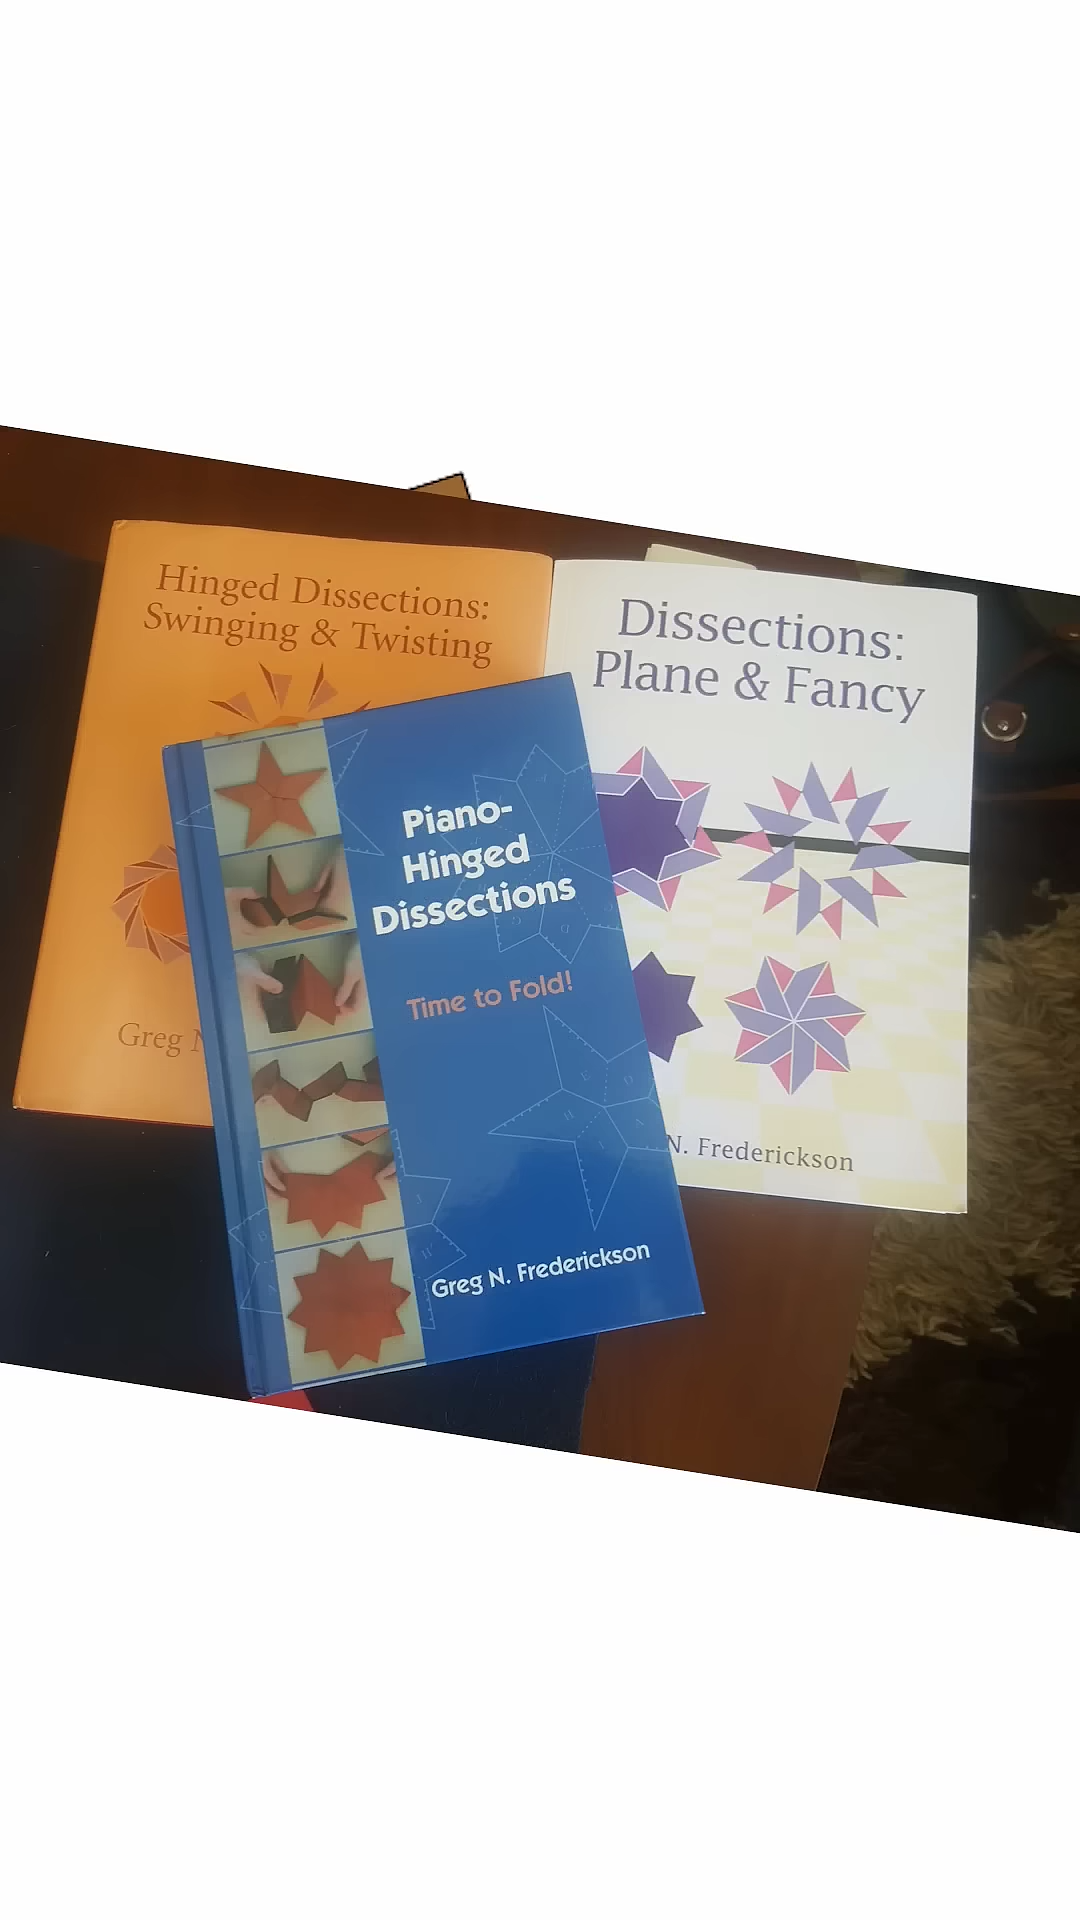 Hinged Dissections:
Swinging & Twisting
Greg
Dissections:
Plane & Fancy
N. Frederickson
Piano-
Hinged
Dissections
Time to Fold!
Greg N. Frederickson